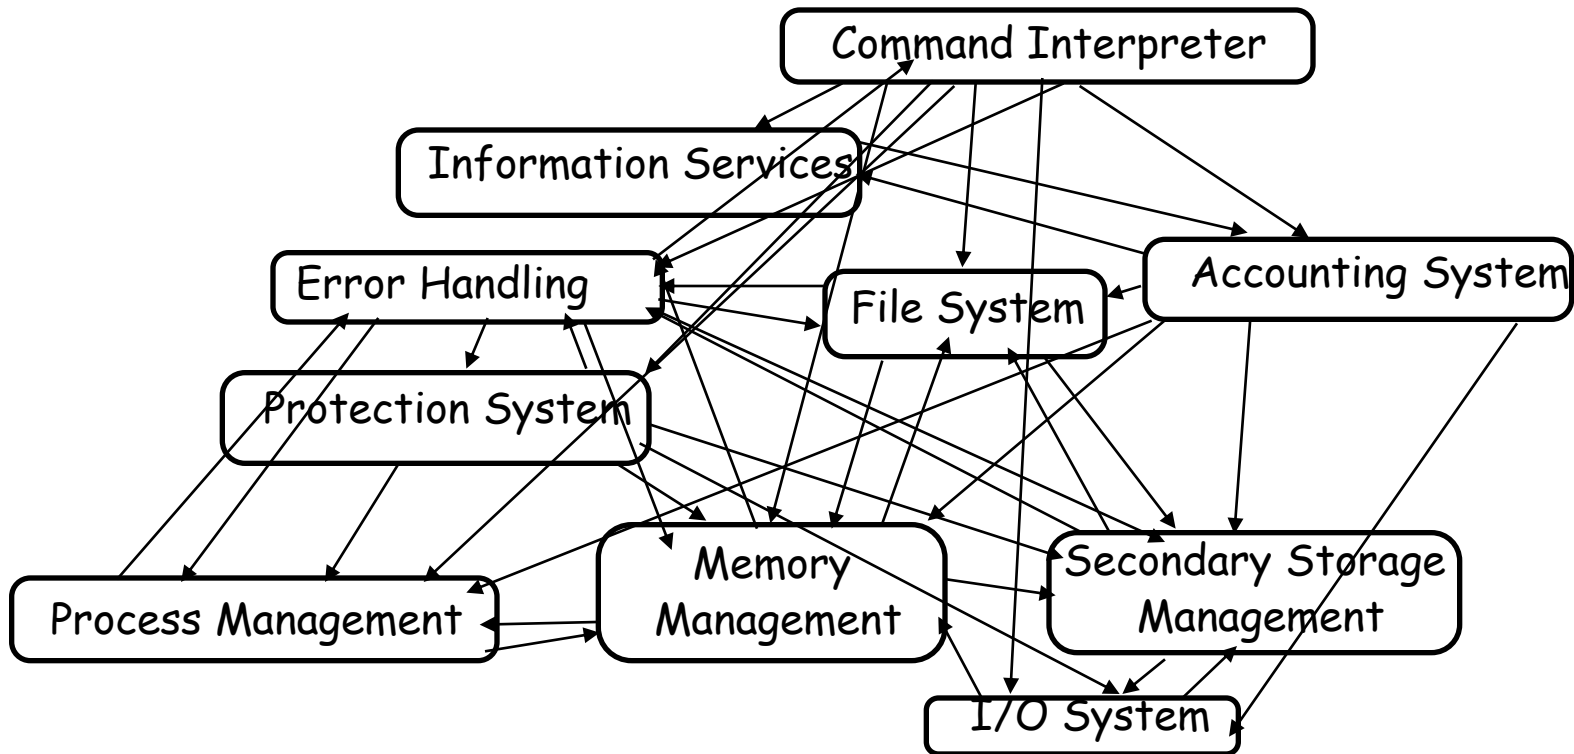 Command Interpreter
Information Services
Error Handling
Accounting System
File System
Protection System
Memory
Management
Secondary Storage
Management
Process Management
I/O System